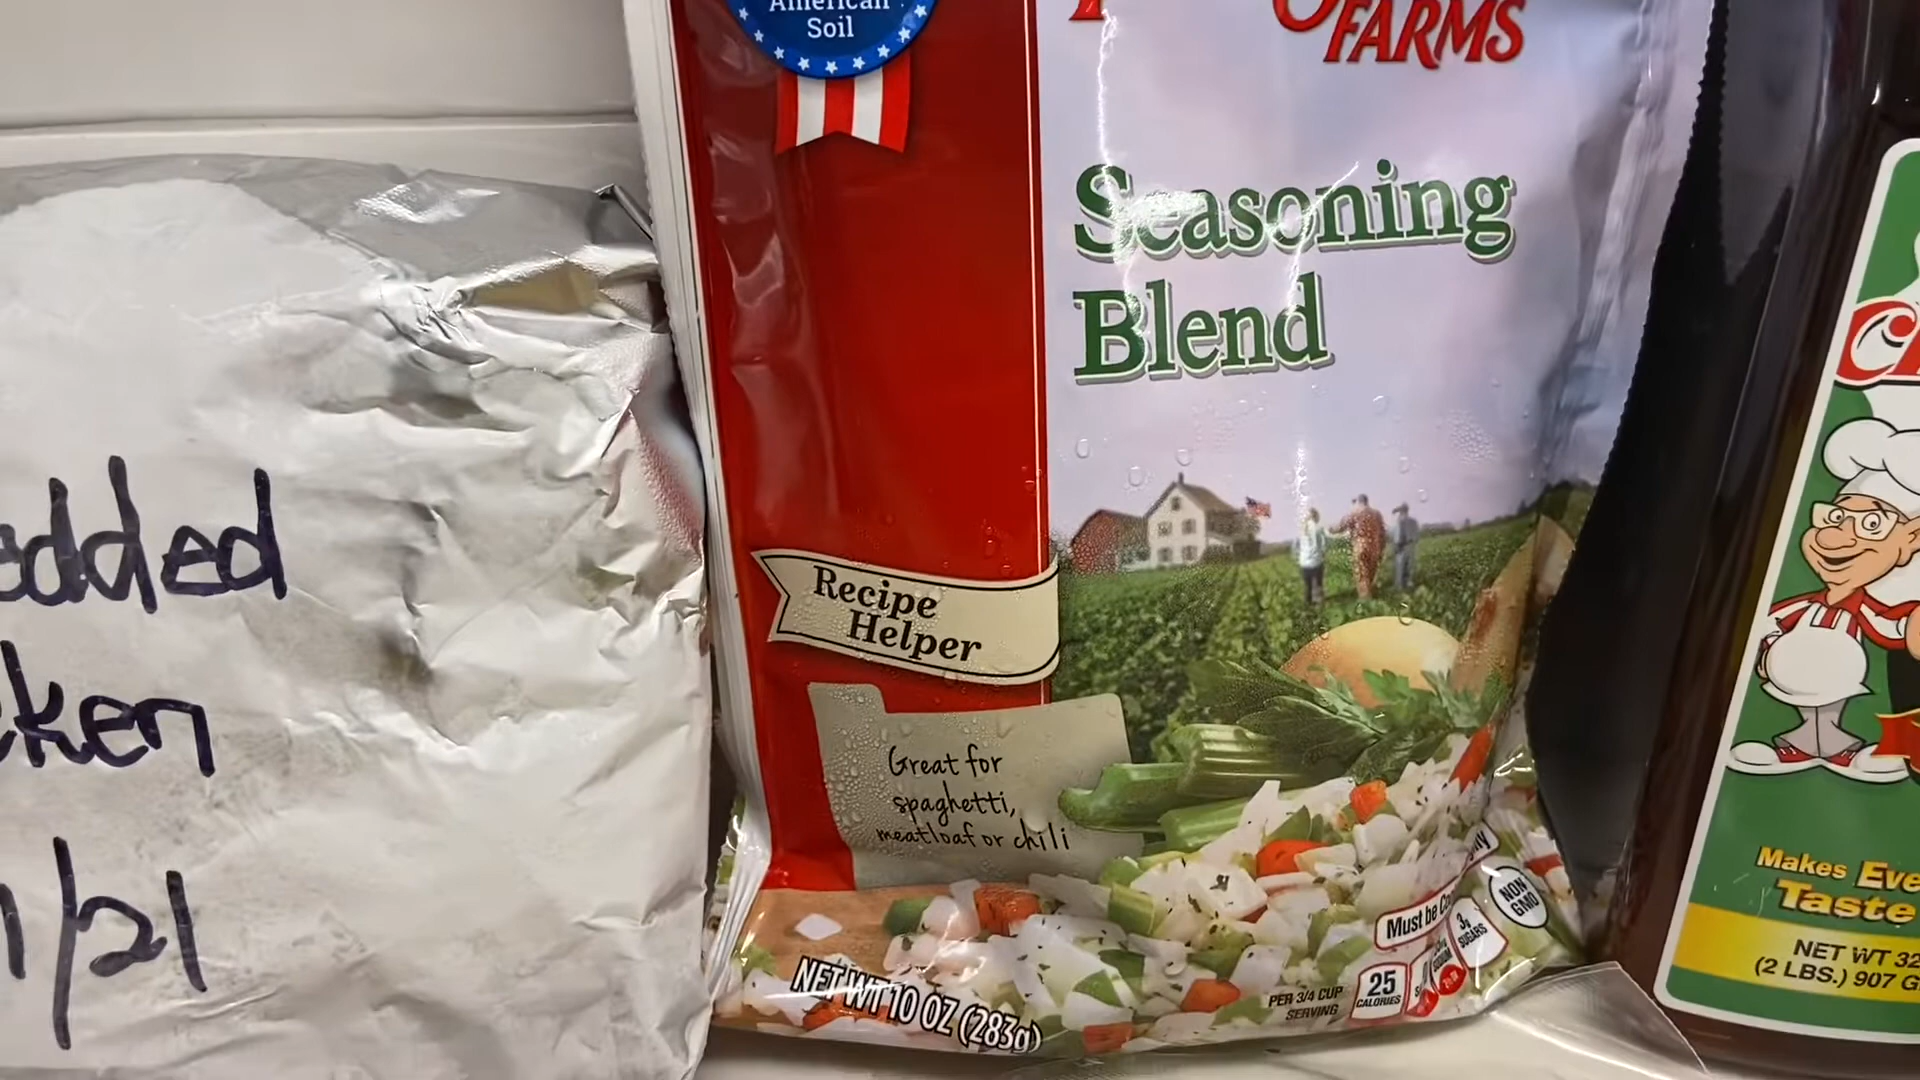 American
Soil
FARMS
Seasoning
Blend
Recipe
Helper
Great for
spaghetti,
meatloaf or chili
Must be
NON
GMO
3g
SUGARS
25
CALORIES
PER 3/4 CUP
SERVING
NET WT 10 OZ (283g)
Makes
Taste
NET WT 32
(2 LBS.) 907